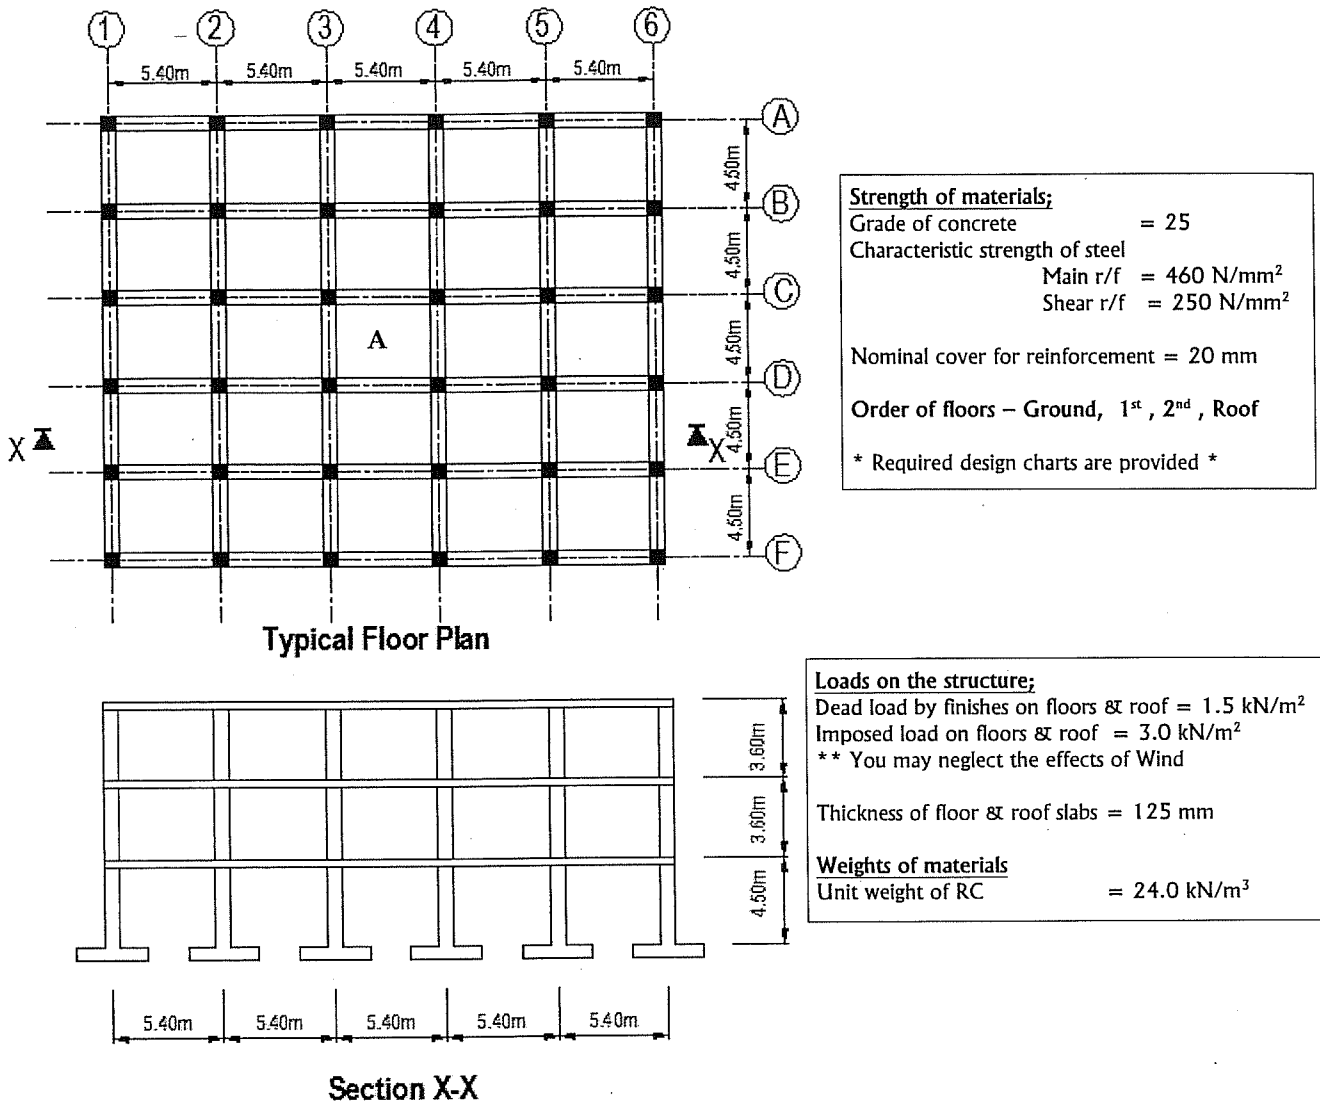 1 2 3 4 5 6
5.40m 5.40m 5.40m 5.40m 5.40m
A
4.50m
B
4.50m
C
A
4.50m
D
X X
4.50m
E
4.50m
F
Typical Floor Plan
Strength of materials;
Grade of concrete = 25
Characteristic strength of steel
Main r/f = 460 N/mm²
Shear r/f = 250 N/mm²
Nominal cover for reinforcement = 20 mm
Order of floors – Ground, 1st , 2nd , Roof
* Required design charts are provided *
3.60m
3.60m
4.50m
5.40m 5.40m 5.40m 5.40m 5.40m
Section X-X
Loads on the structure;
Dead load by finishes on floors & roof = 1.5 kN/m²
Imposed load on floors & roof = 3.0 kN/m²
** You may neglect the effects of Wind
Thickness of floor & roof slabs = 125 mm
Weights of materials
Unit weight of RC = 24.0 kN/m³